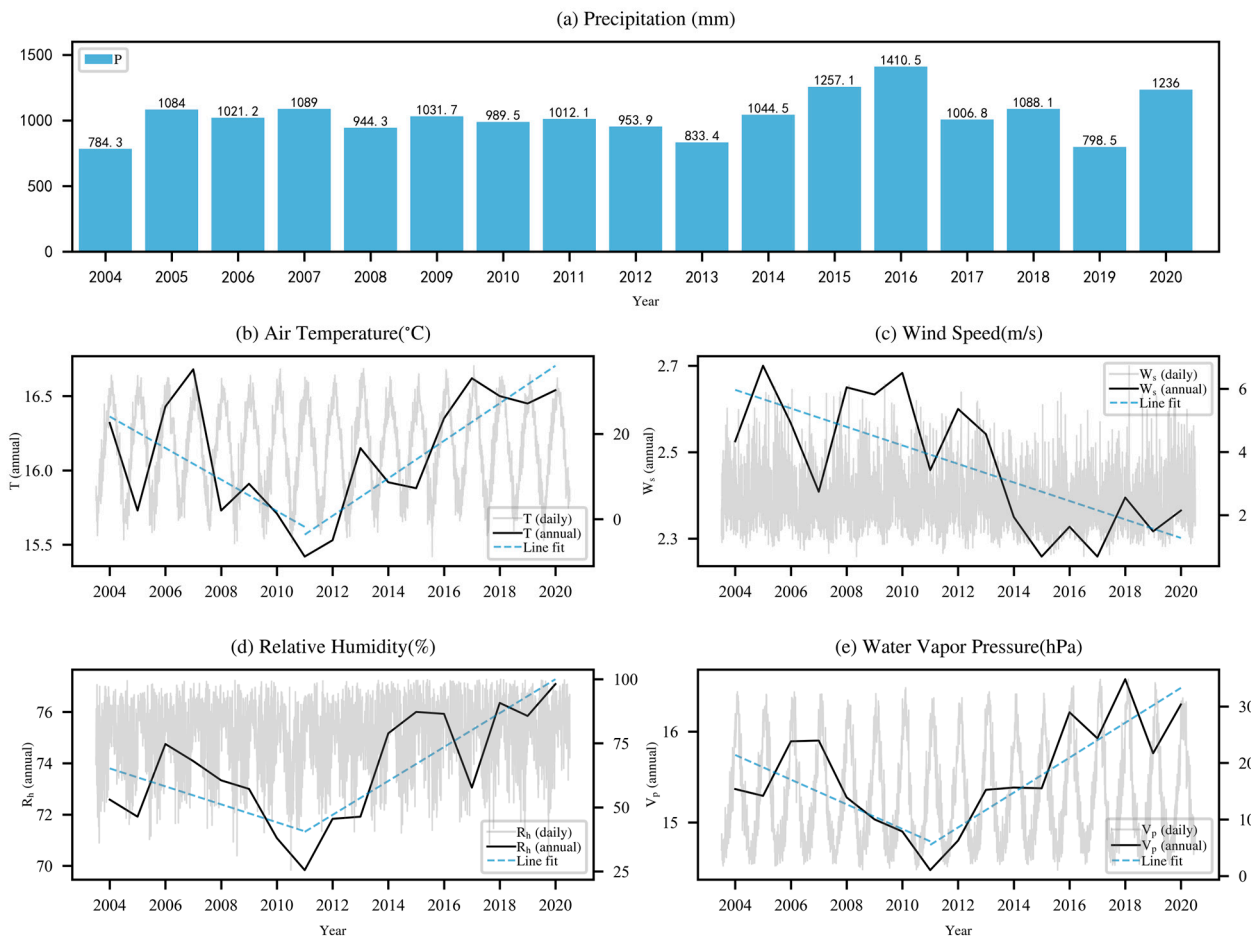 (a) Precipitation (mm)
P
1500
1000
500
0
784.3
1084
1021.2
1089
944.3
1031.7
989.5
1012.1
953.9
833.4
1044.5
1257.1
1410.5
1006.8
1088.1
798.5
1236
2004 2005 2006 2007 2008 2009 2010 2011 2012 2013 2014 2015 2016 2017 2018 2019 2020
Year
(b) Air Temperature(°C)
T (annual)
16.5
16.0
15.5
20
0
T (daily)
T (annual)
Line fit
2004 2006 2008 2010 2012 2014 2016 2018 2020
(c) Wind Speed(m/s)
Ws (annual)
2.7
2.5
2.3
6
4
2
Ws (daily)
Ws (annual)
Line fit
2004 2006 2008 2010 2012 2014 2016 2018 2020
(d) Relative Humidity(%)
Rh (annual)
76
74
72
70
100
75
50
25
Rh (daily)
Rh (annual)
Line fit
2004 2006 2008 2010 2012 2014 2016 2018 2020
Year
(e) Water Vapor Pressure(hPa)
Vp (annual)
16
15
30
20
10
0
Vp (daily)
Vp (annual)
Line fit
2004 2006 2008 2010 2012 2014 2016 2018 2020
Year